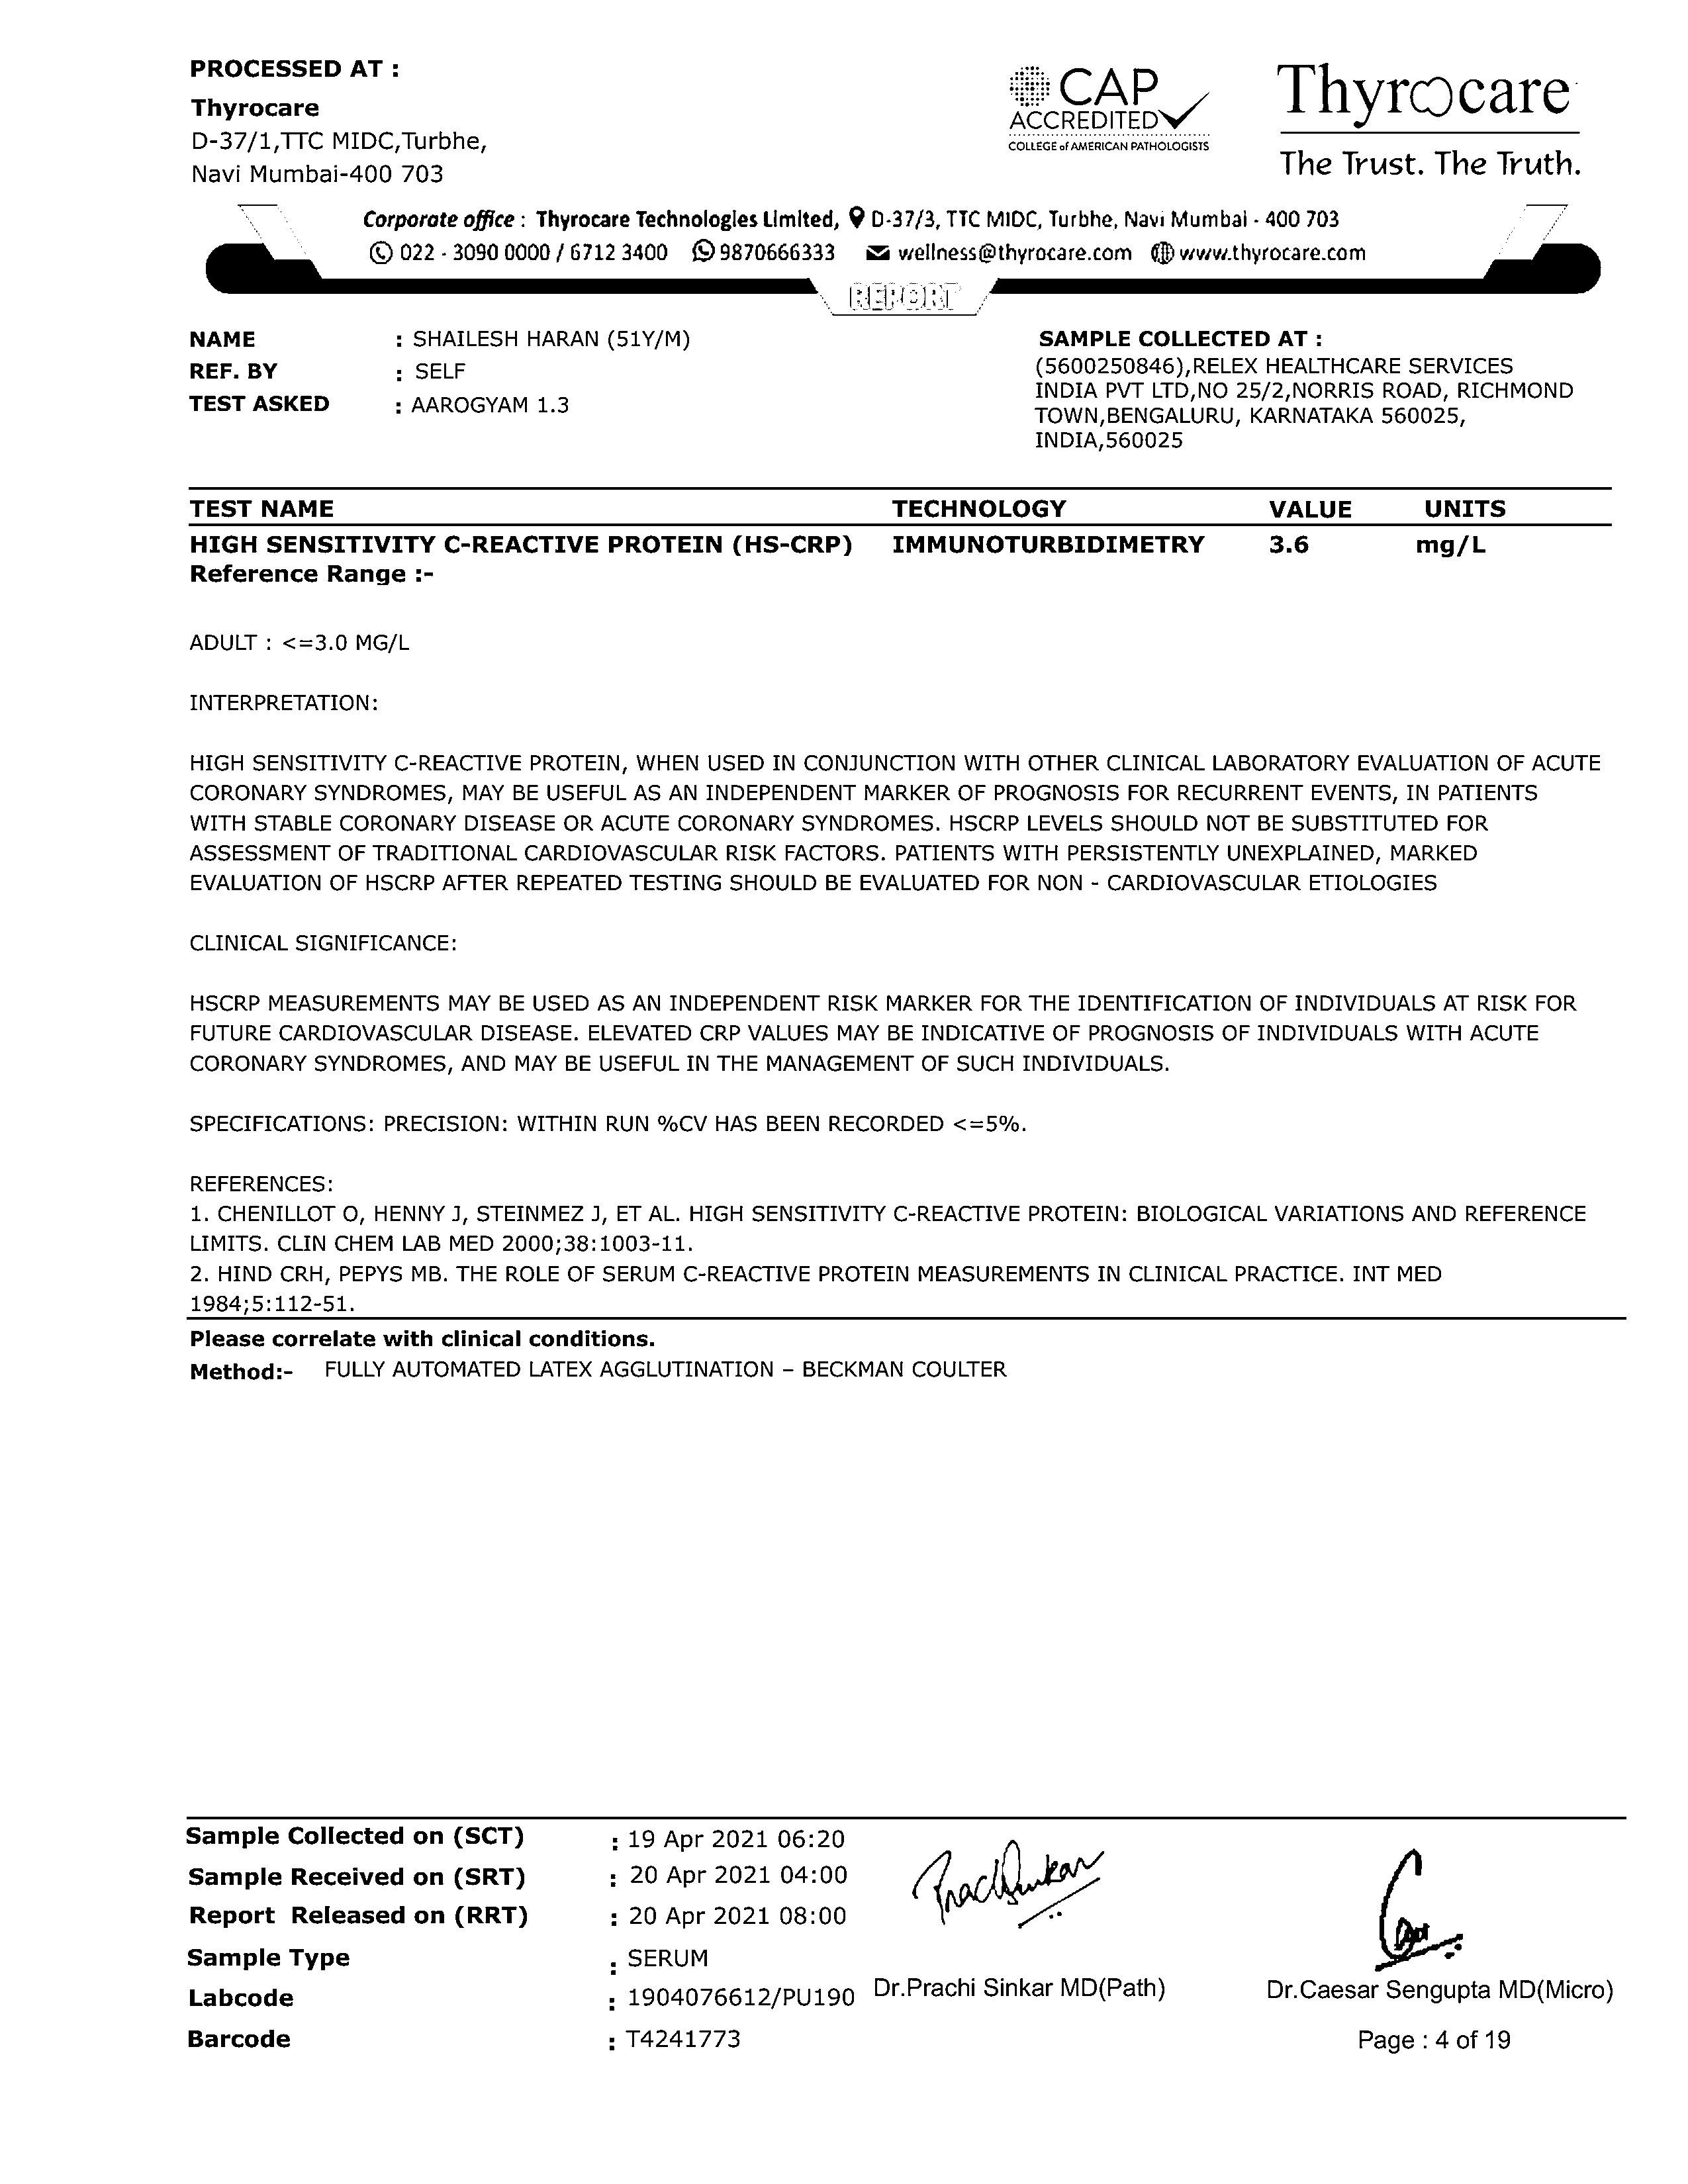 PROCESSED AT :
Thyrocare
D-37/1,TTC MIDC,Turbhe,
Navi Mumbai-400 703
CAP
ACCREDITED
COLLEGE of AMERICAN PATHOLOGISTS
Thyrocare
The Trust. The Truth.
Corporate office : Thyrocare Technologies Limited, D-37/3, TTC MIDC, Turbhe, Navi Mumbai - 400 703
022 - 3090 0000 / 6712 3400 9870666333 wellness@thyrocare.com www.thyrocare.com
REPORT
NAME : SHAILESH HARAN (51Y/M)
REF. BY : SELF
TEST ASKED : AAROGYAM 1.3
SAMPLE COLLECTED AT :
(5600250846),RELEX HEALTHCARE SERVICES
INDIA PVT LTD,NO 25/2,NORRIS ROAD, RICHMOND
TOWN,BENGALURU, KARNATAKA 560025,
INDIA,560025
TEST NAME TECHNOLOGY VALUE UNITS
HIGH SENSITIVITY C-REACTIVE PROTEIN (HS-CRP) IMMUNOTURBIDIMETRY 3.6 mg/L
Reference Range :-
ADULT : <=3.0 MG/L
INTERPRETATION:
HIGH SENSITIVITY C-REACTIVE PROTEIN, WHEN USED IN CONJUNCTION WITH OTHER CLINICAL LABORATORY EVALUATION OF ACUTE
CORONARY SYNDROMES, MAY BE USEFUL AS AN INDEPENDENT MARKER OF PROGNOSIS FOR RECURRENT EVENTS, IN PATIENTS
WITH STABLE CORONARY DISEASE OR ACUTE CORONARY SYNDROMES. HSCRP LEVELS SHOULD NOT BE SUBSTITUTED FOR
ASSESSMENT OF TRADITIONAL CARDIOVASCULAR RISK FACTORS. PATIENTS WITH PERSISTENTLY UNEXPLAINED, MARKED
EVALUATION OF HSCRP AFTER REPEATED TESTING SHOULD BE EVALUATED FOR NON - CARDIOVASCULAR ETIOLOGIES
CLINICAL SIGNIFICANCE:
HSCRP MEASUREMENTS MAY BE USED AS AN INDEPENDENT RISK MARKER FOR THE IDENTIFICATION OF INDIVIDUALS AT RISK FOR
FUTURE CARDIOVASCULAR DISEASE. ELEVATED CRP VALUES MAY BE INDICATIVE OF PROGNOSIS OF INDIVIDUALS WITH ACUTE
CORONARY SYNDROMES, AND MAY BE USEFUL IN THE MANAGEMENT OF SUCH INDIVIDUALS.
SPECIFICATIONS: PRECISION: WITHIN RUN %CV HAS BEEN RECORDED <=5%.
REFERENCES:
1. CHENILLOT O, HENNY J, STEINMEZ J, ET AL. HIGH SENSITIVITY C-REACTIVE PROTEIN: BIOLOGICAL VARIATIONS AND REFERENCE
LIMITS. CLIN CHEM LAB MED 2000;38:1003-11.
2. HIND CRH, PEPYS MB. THE ROLE OF SERUM C-REACTIVE PROTEIN MEASUREMENTS IN CLINICAL PRACTICE. INT MED
1984;5:112-51.
Please correlate with clinical conditions.
Method:- FULLY AUTOMATED LATEX AGGLUTINATION – BECKMAN COULTER
Sample Collected on (SCT) : 19 Apr 2021 06:20
Sample Received on (SRT) : 20 Apr 2021 04:00
Report Released on (RRT) : 20 Apr 2021 08:00
Sample Type : SERUM
Labcode : 1904076612/PU190
Barcode : T4241773
Dr.Prachi Sinkar MD(Path)
Dr.Caesar Sengupta MD(Micro)
Page : 4 of 19